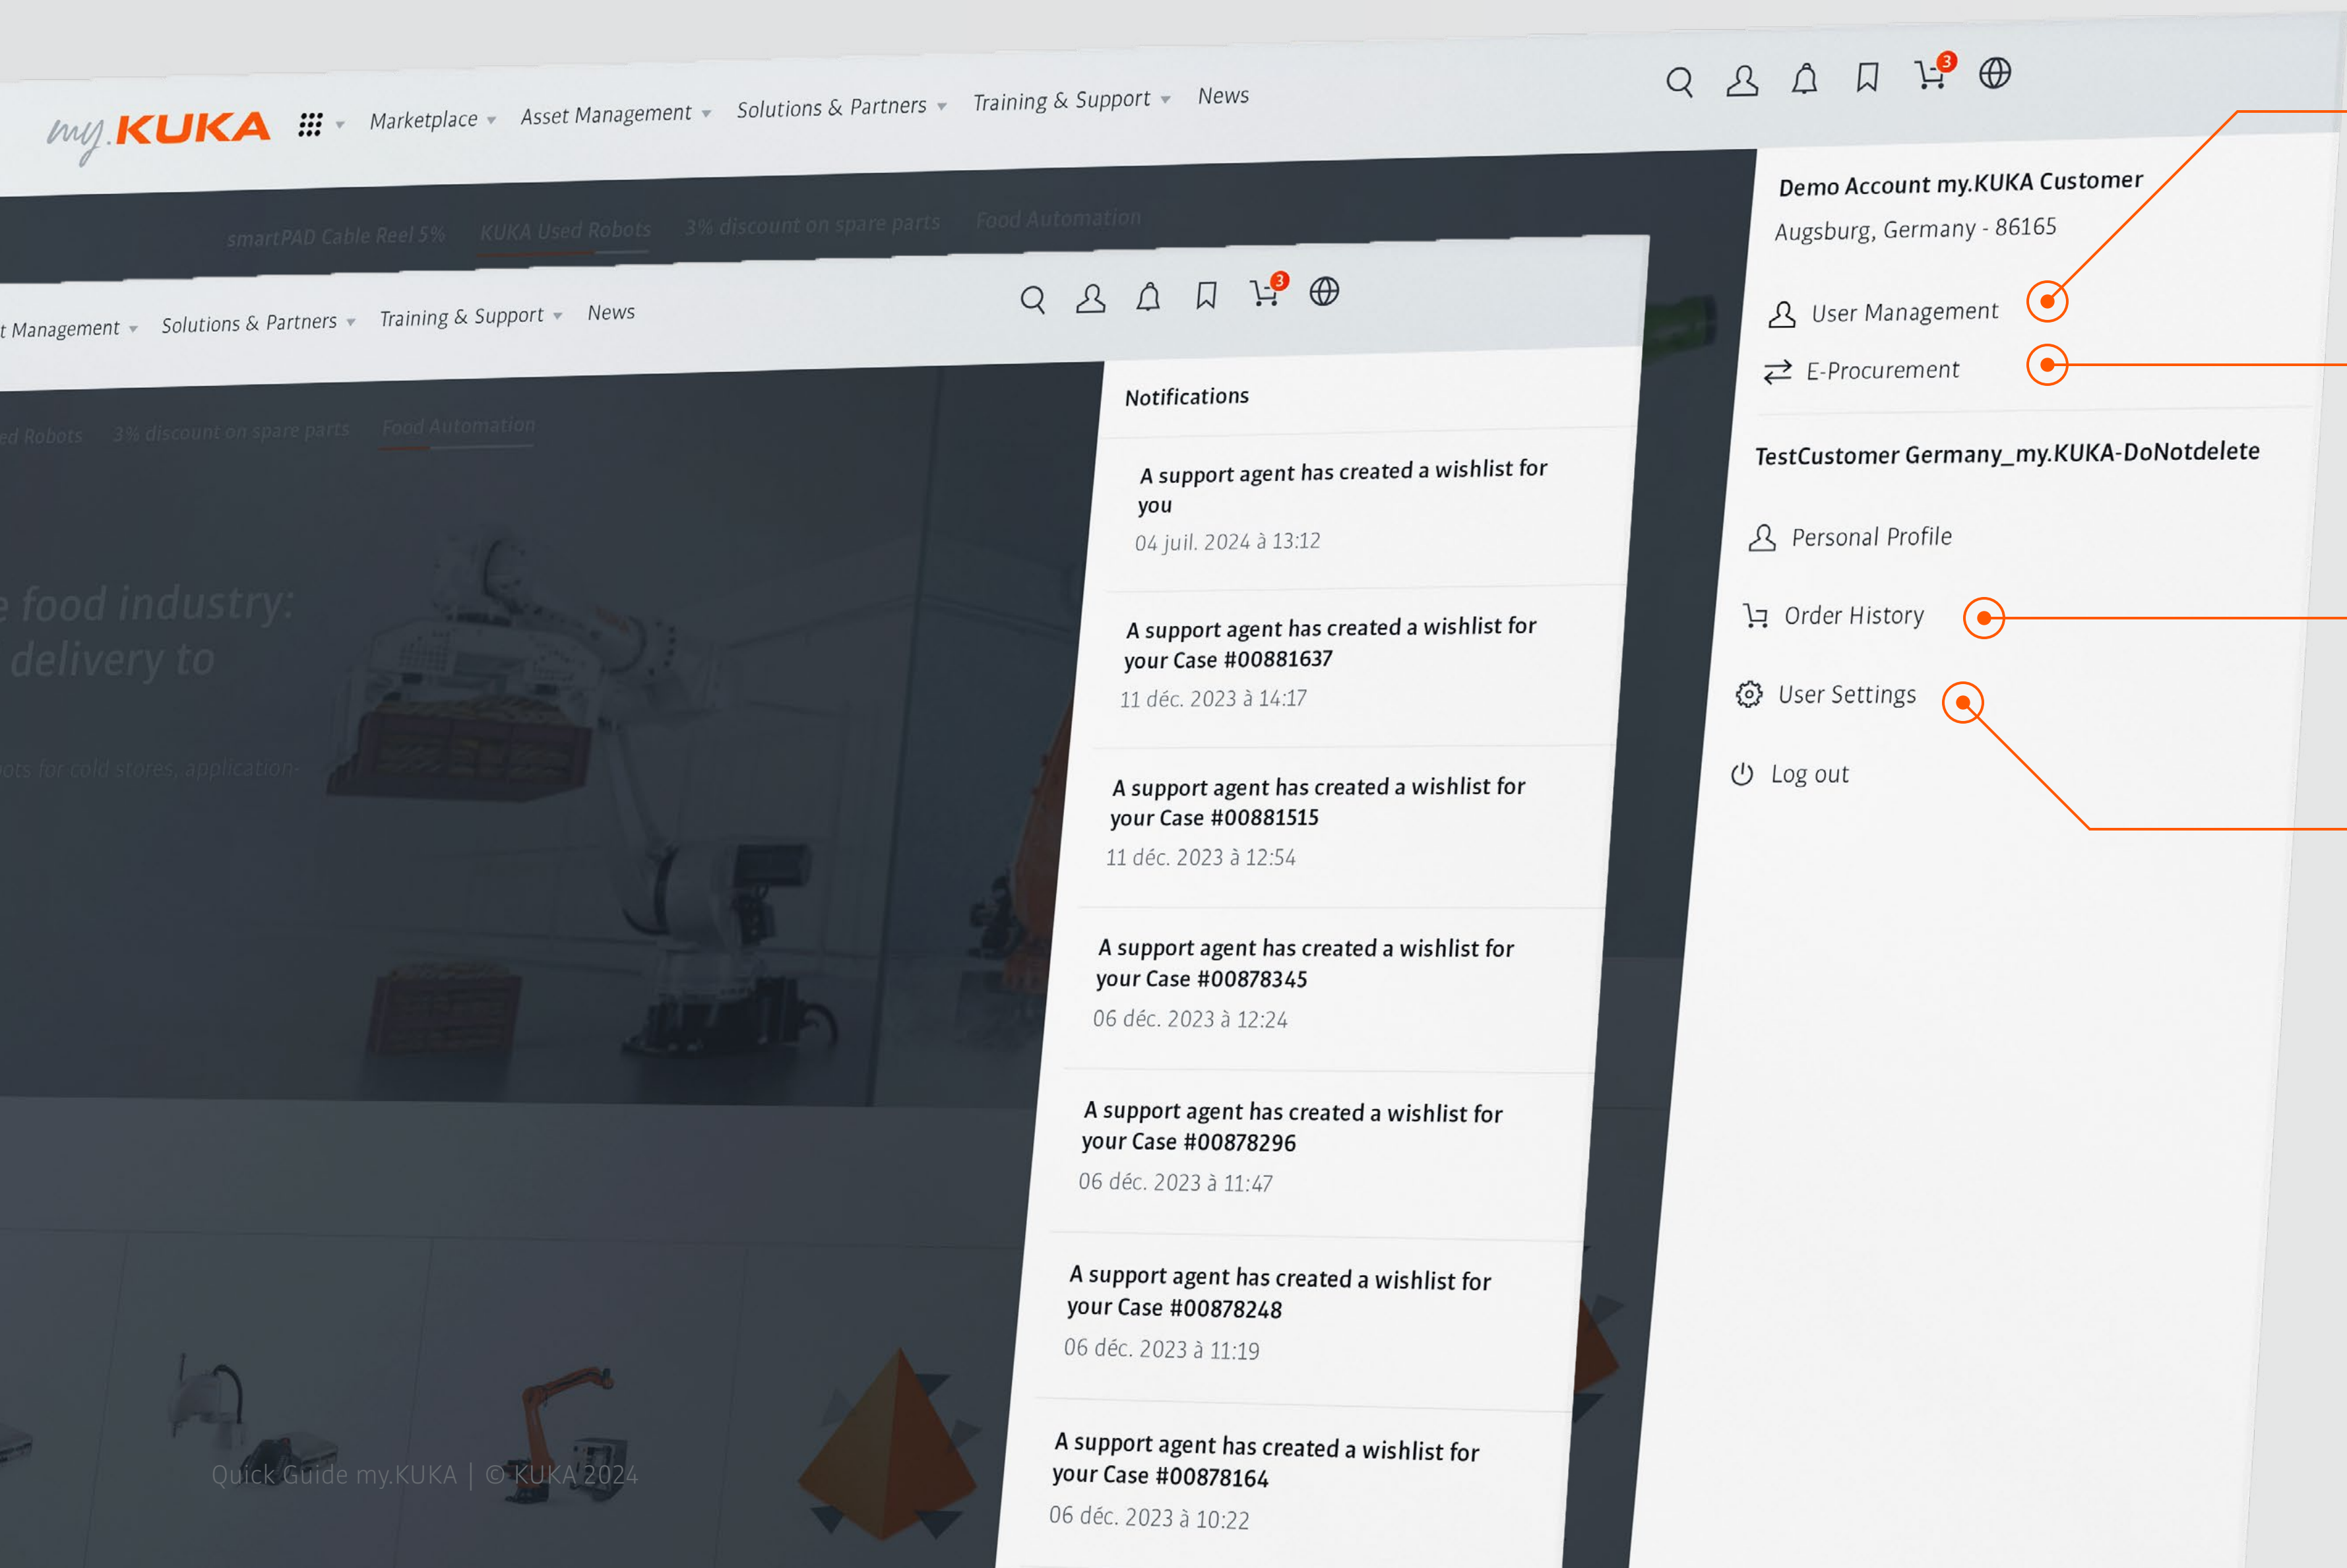 my.KUKA
Marketplace
Asset Management
Solutions & Partners
Training & Support
News
3
smartPAD Cable Reel 5%
KUKA Used Robots
3% discount on spare parts
Food Automation
Demo Account my.KUKA Customer
Augsburg, Germany - 86165
User Management
E-Procurement
TestCustomer Germany_my.KUKA-DoNotdelete
Personal Profile
Order History
User Settings
Log out
t Management
Solutions & Partners
Training & Support
News
3
ed Robots
3% discount on spare parts
Food Automation
e food industry:
delivery to
ots for cold stores, application-
Notifications
A support agent has created a wishlist for
you
04 juil. 2024 à 13:12
A support agent has created a wishlist for
your Case #00881637
11 déc. 2023 à 14:17
A support agent has created a wishlist for
your Case #00881515
11 déc. 2023 à 12:54
A support agent has created a wishlist for
your Case #00878345
06 déc. 2023 à 12:24
A support agent has created a wishlist for
your Case #00878296
06 déc. 2023 à 11:47
A support agent has created a wishlist for
your Case #00878248
06 déc. 2023 à 11:19
A support agent has created a wishlist for
your Case #00878164
06 déc. 2023 à 10:22
Quick Guide my.KUKA | © KUKA 2024